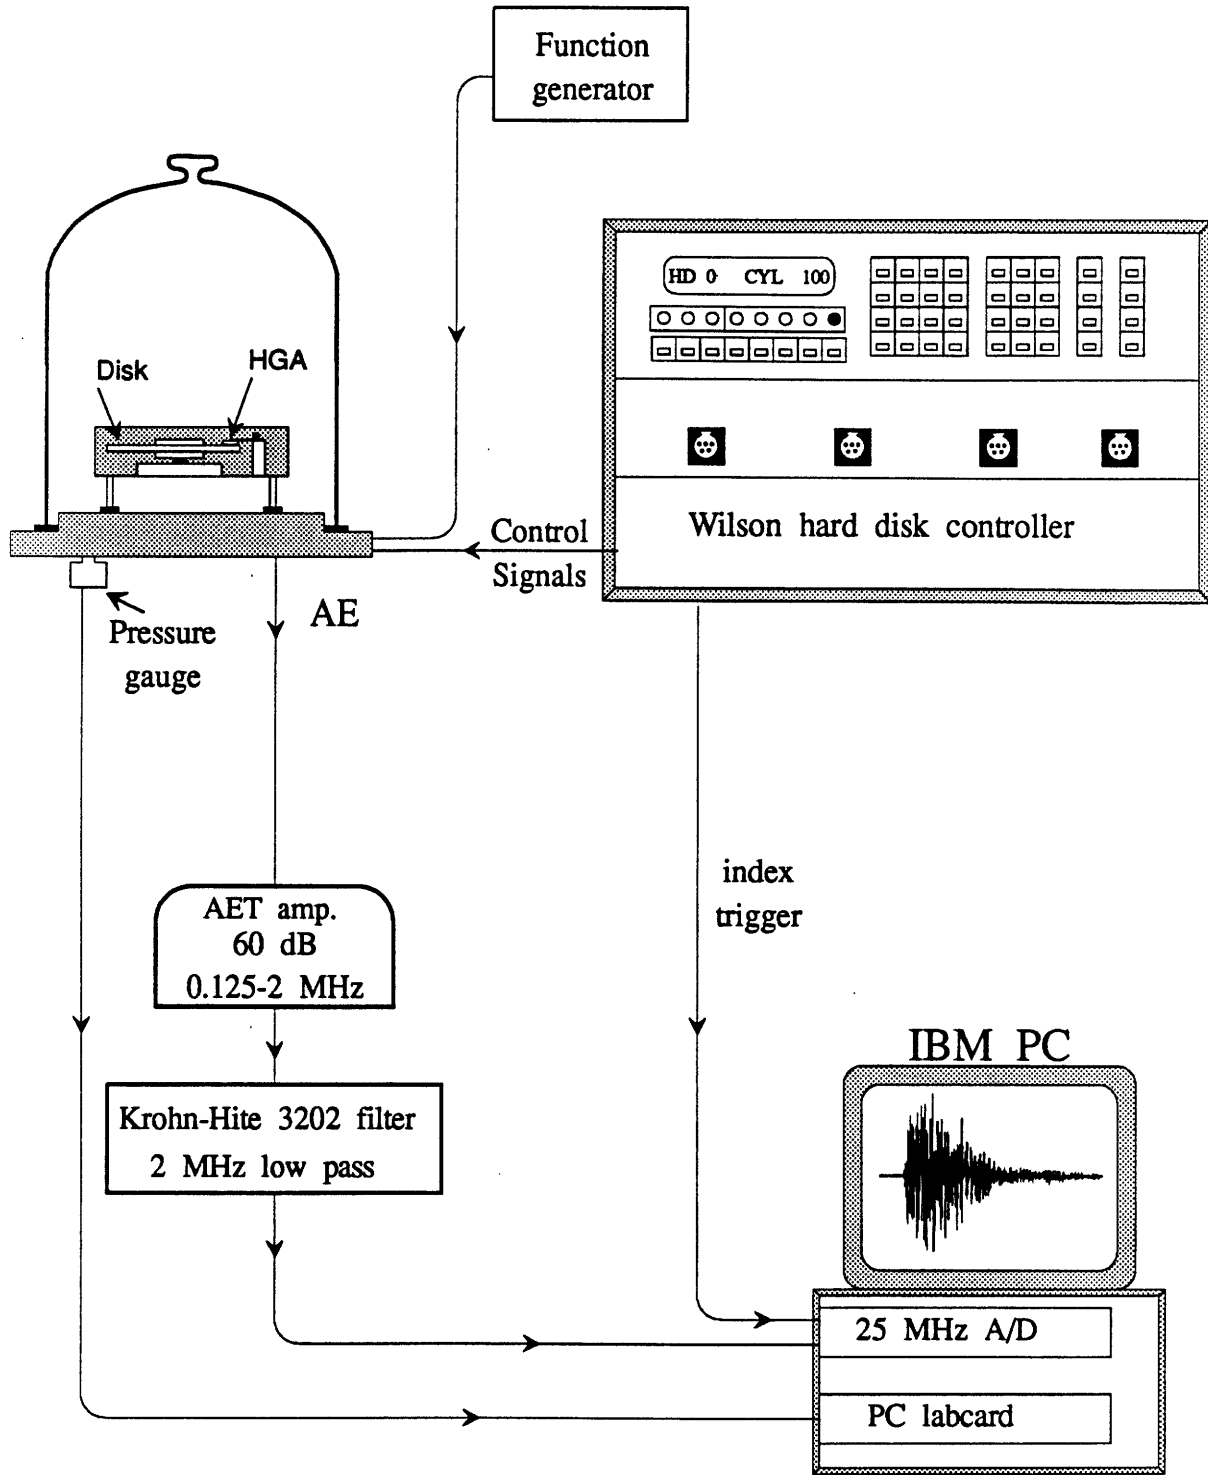 Function
generator
HD 0 CYL 100
Disk
HGA
Wilson hard disk controller
Control
Signals
AE
Pressure
gauge
index
trigger
AET amp.
60 dB
0.125-2 MHz
IBM PC
Krohn-Hite 3202 filter
2 MHz low pass
25 MHz A/D
PC labcard